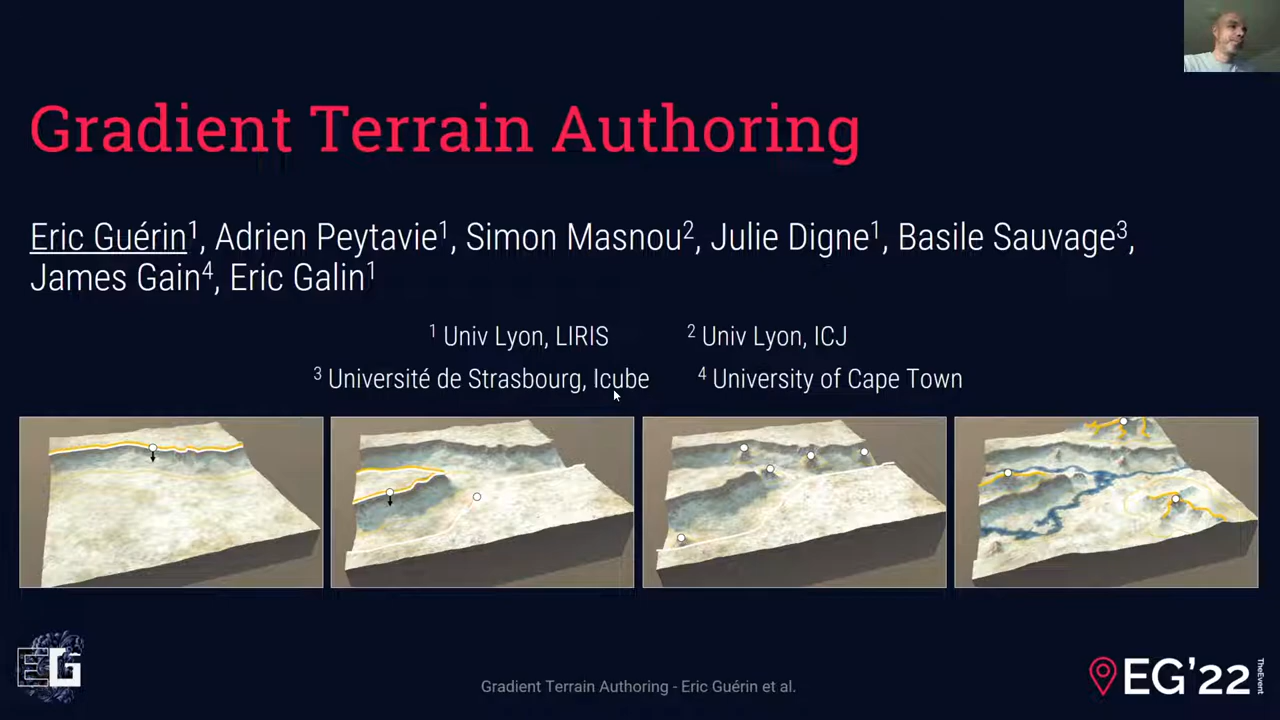 Gradient Terrain Authoring
Eric Guérin¹, Adrien Peytavie¹, Simon Masnou², Julie Digne¹, Basile Sauvage³,
James Gain⁴, Eric Galin¹
¹ Univ Lyon, LIRIS ² Univ Lyon, ICJ
³ Université de Strasbourg, Icube ⁴ University of Cape Town
EG
Gradient Terrain Authoring - Eric Guérin et al.
EG'22
TheEvent